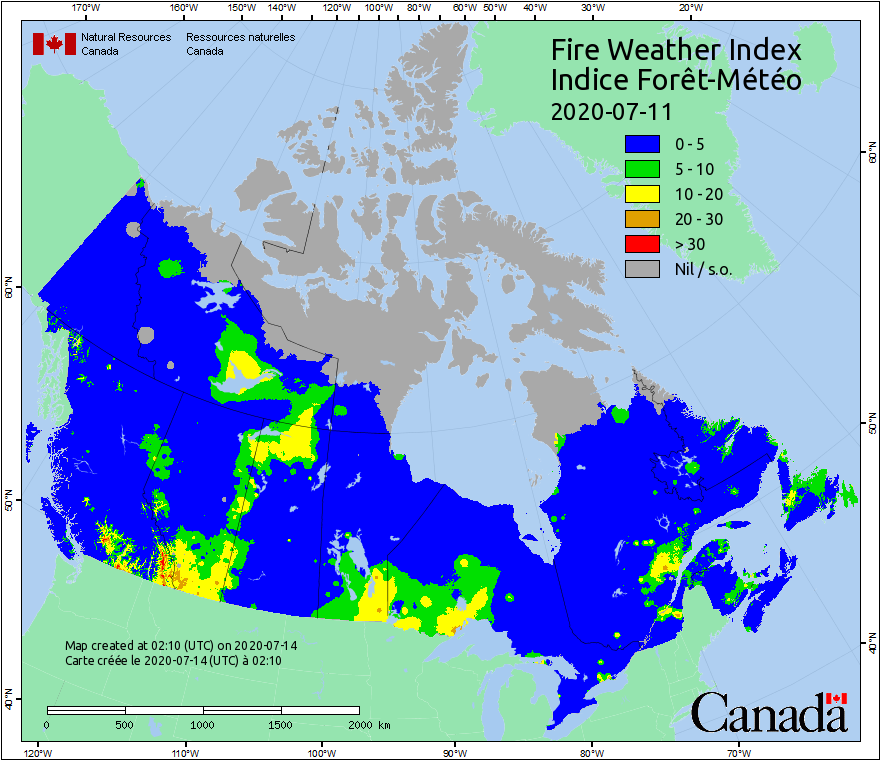 170°W 160°W 150°W 140°W 120°W 100°W 80°W 60°W 50°W 40°W 30°W 20°W
Natural Resources Ressources naturelles
Canada Canada
Fire Weather Index
Indice Forêt-Météo
2020-07-11
0 - 5
5 - 10
10 - 20
20 - 30
> 30
Nil / s.o.
60°N
60°N
50°N
50°N
40°N
40°N
Map created at 02:10 (UTC) on 2020-07-14
Carte créée le 2020-07-14 (UTC) à 02:10
0 500 1000 1500 2000 km
Canada
120°W 110°W 100°W 90°W 80°W 70°W